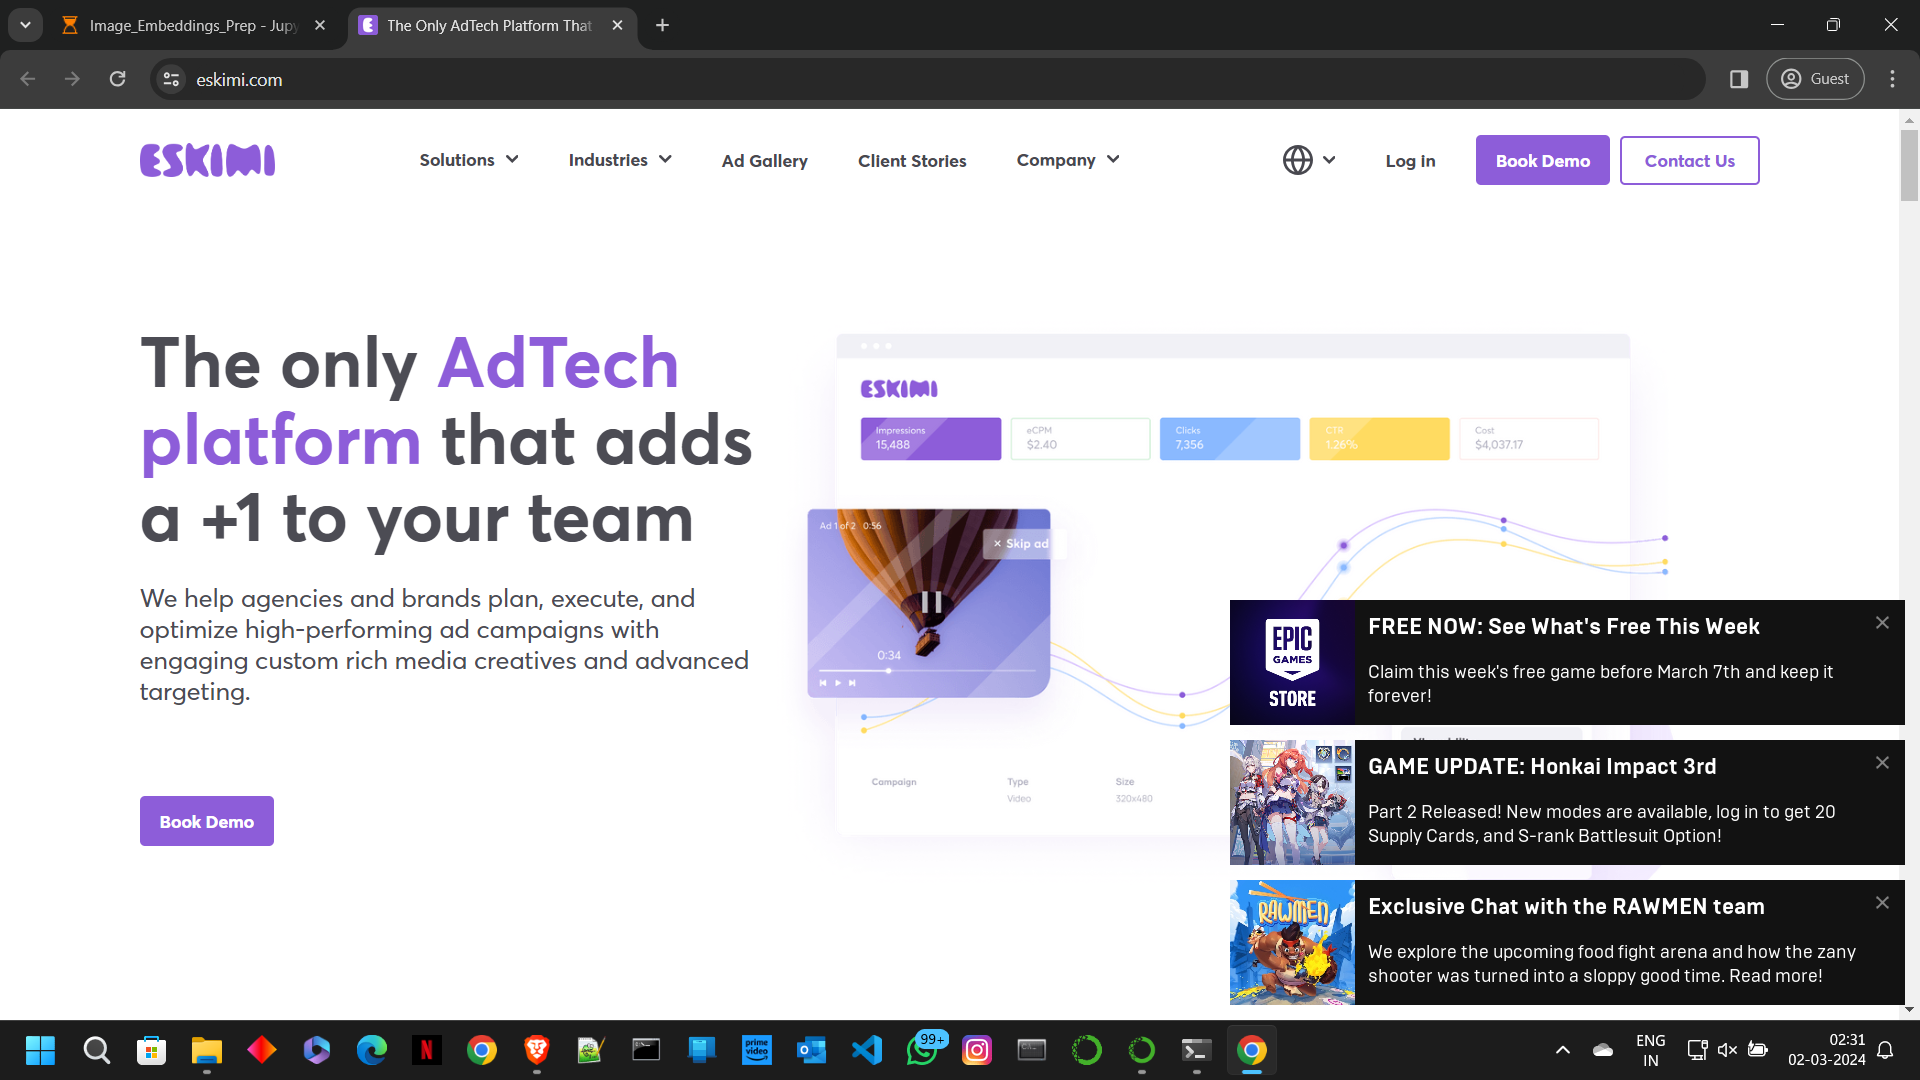 Image_Embeddings_Prep - Jupy
The Only AdTech Platform That
eskimi.com
Guest
ESKIMI
Solutions
Industries
Ad Gallery
Client Stories
Company
Log in
Book Demo
Contact Us
The only AdTech
platform that adds
a +1 to your team
We help agencies and brands plan, execute, and
optimize high-performing ad campaigns with
engaging custom rich media creatives and advanced
targeting.
Book Demo
ESKIMI
Impressions
15,488
eCPM
$2.40
Clicks
7,356
CTR
1.26%
Cost
$4,037.17
Ad 1 of 2 0:56
× Skip ad
0:34
Campaign
Type
Size
Video
320x480
EPIC
GAMES
STORE
FREE NOW: See What's Free This Week
Claim this week's free game before March 7th and keep it
forever!
GAME UPDATE: Honkai Impact 3rd
Part 2 Released! New modes are available, log in to get 20
Supply Cards, and S-rank Battlesuit Option!
RAWMEN
Exclusive Chat with the RAWMEN team
We explore the upcoming food fight arena and how the zany
shooter was turned into a sloppy good time. Read more!
prime
video
99+
ENG
IN
02:31
02-03-2024